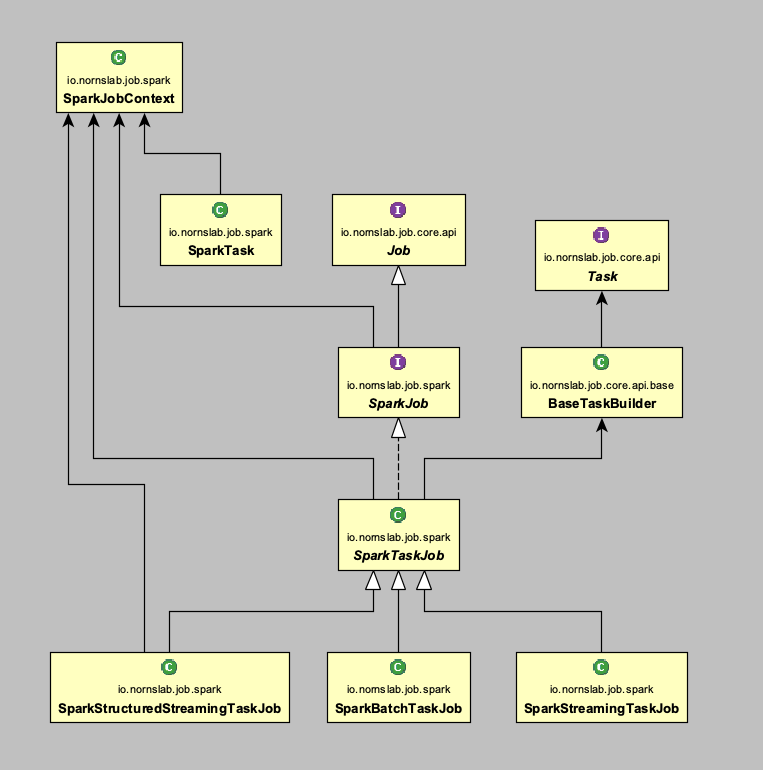 C
io.nornslab.job.spark
SparkJobContext
C
io.nornslab.job.spark
SparkTask
I
io.nornslab.job.core.api
Job
I
io.nornslab.job.core.api
Task
I
io.nornslab.job.spark
SparkJob
C
io.nornslab.job.core.api.base
BaseTaskBuilder
C
io.nornslab.job.spark
SparkTaskJob
C
io.nornslab.job.spark
SparkStructuredStreamingTaskJob
C
io.nornslab.job.spark
SparkBatchTaskJob
C
io.nornslab.job.spark
SparkStreamingTaskJob